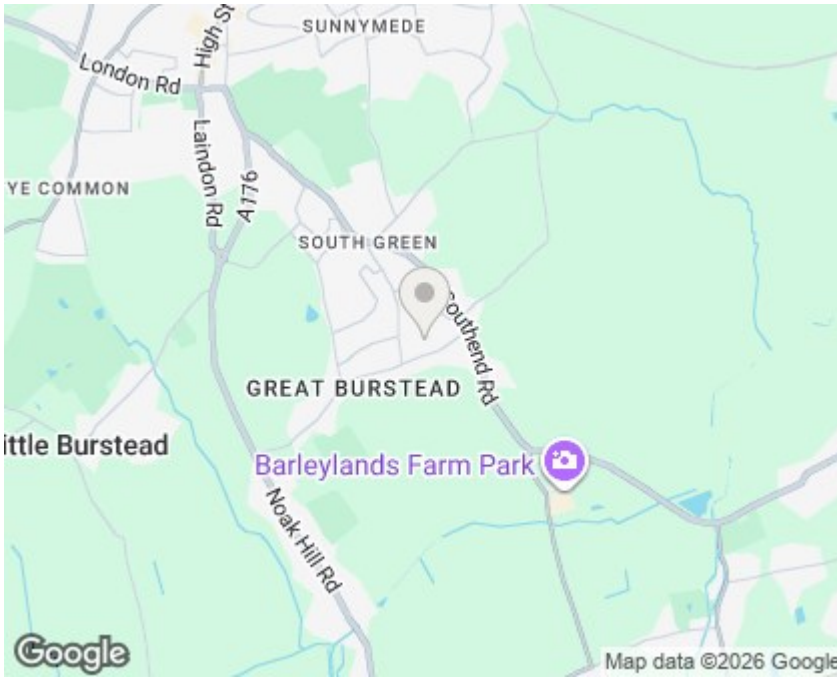 SUNNYMEDE
High St
London Rd
Laindon Rd
A176
YE COMMON
SOUTH GREEN
Southend Rd
GREAT BURSTEAD
ittle Burstead
Barleylands Farm Park
Noak Hill Rd
Google
Map data ©2026 Google